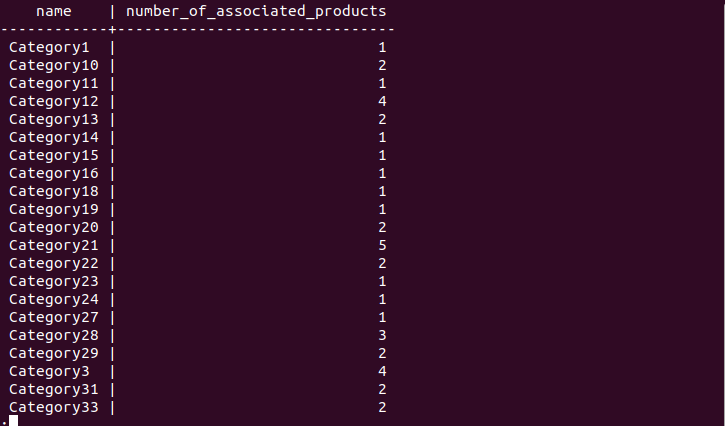 name | number_of_associated_products
------------+-------------------------------
Category1 | 1
Category10 | 2
Category11 | 1
Category12 | 4
Category13 | 2
Category14 | 1
Category15 | 1
Category16 | 1
Category18 | 1
Category19 | 1
Category20 | 2
Category21 | 5
Category22 | 2
Category23 | 1
Category24 | 1
Category27 | 1
Category28 | 3
Category29 | 2
Category3 | 4
Category31 | 2
Category33 | 2
.